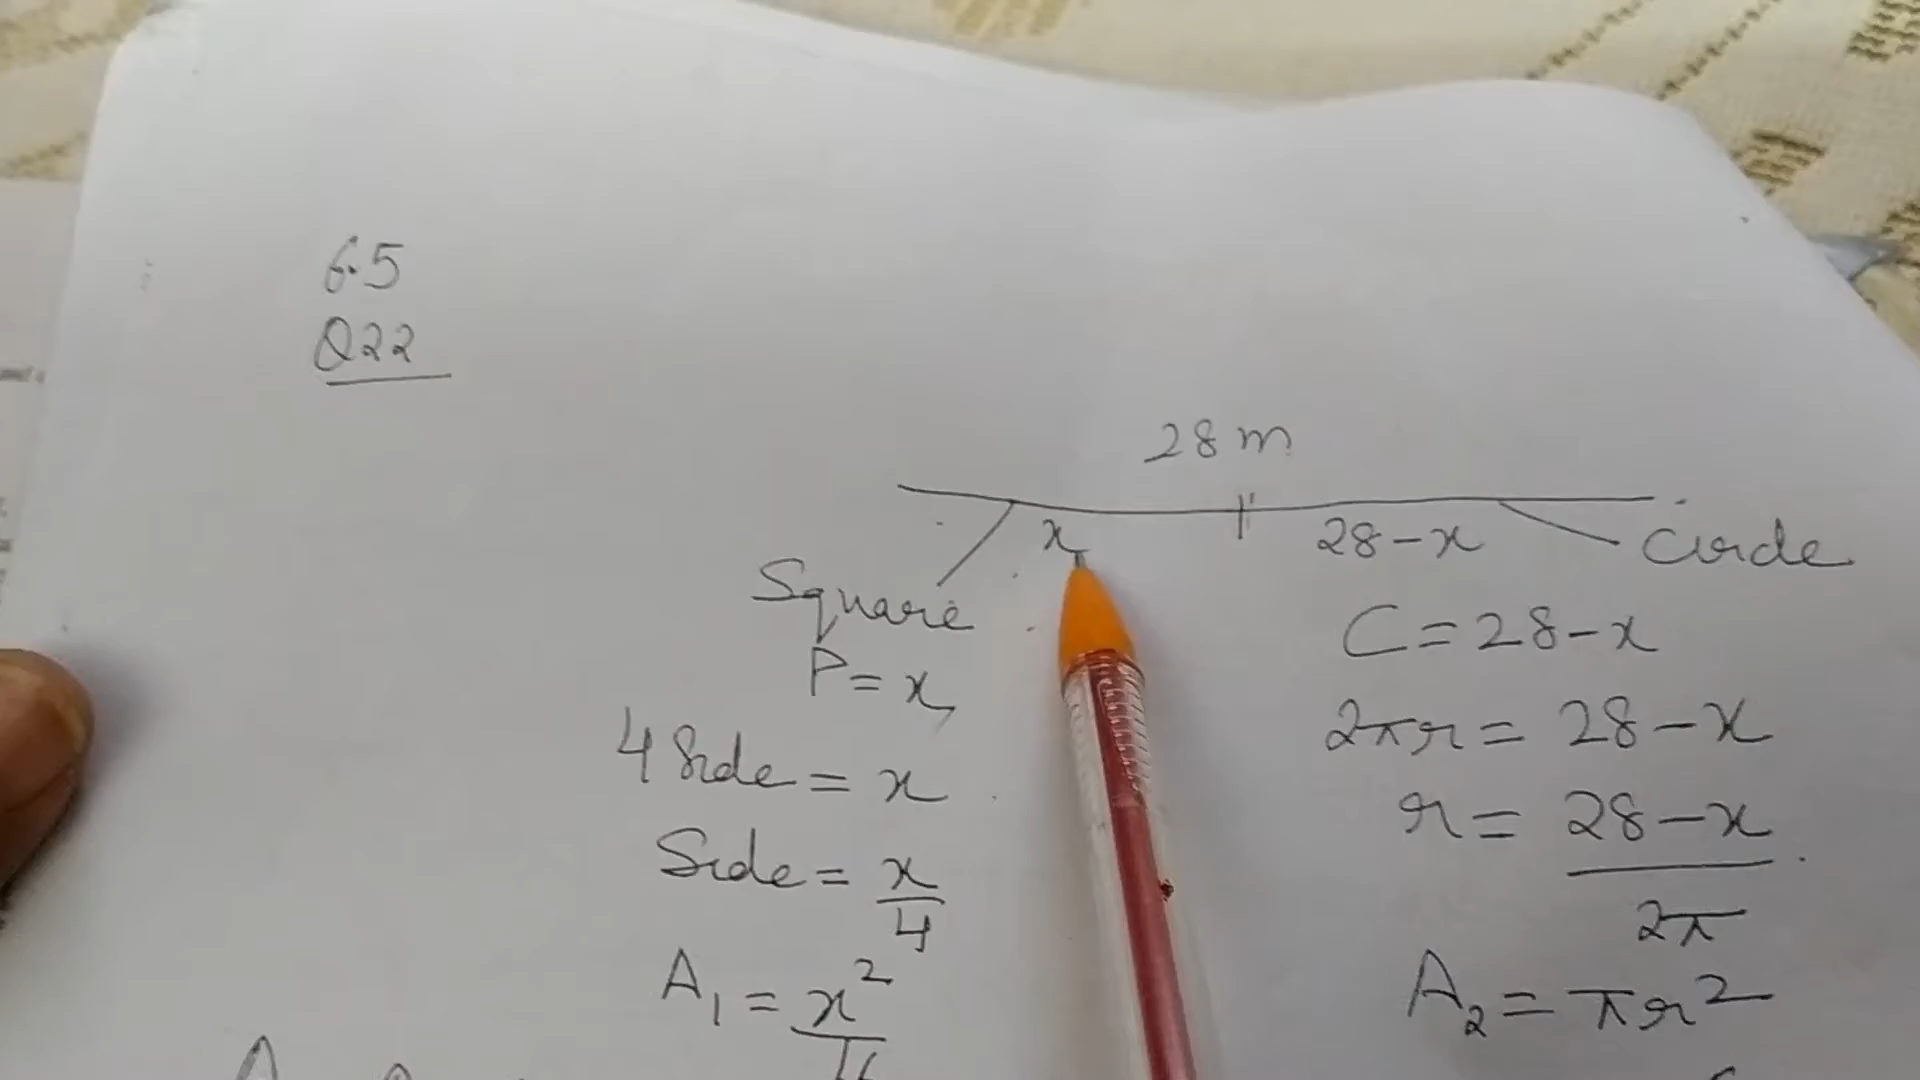 6.5
Q22
28 m
x
28-x
Circle
Square
P = x
4 Side = x
Side = x/4
A₁ = x²/16
C = 28-x
2πr = 28-x
r = 28-x/2π
A₂ = πr²